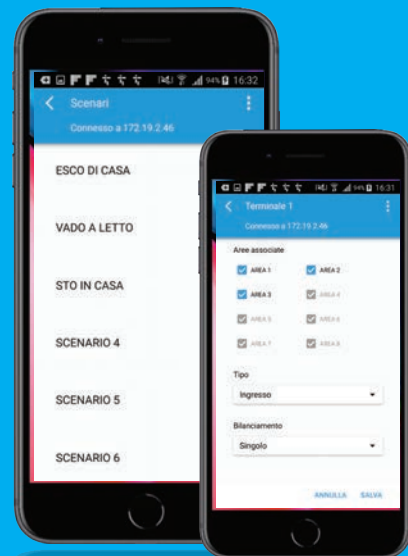 94% 16:32
Scenari
Connesso a 172.19.2.46
ESCO DI CASA
VADO A LETTO
STO IN CASA
SCENARIO 4
SCENARIO 5
SCENARIO 6
94% 16:31
Terminale 1
Connesso a 172.19.2.46
Aree associate
AREA 1 AREA 2
AREA 3 AREA 4
AREA 5 AREA 6
AREA 7 AREA 8
Tipo
Ingresso
Bilanciamento
Singolo
ANNULLA SALVA